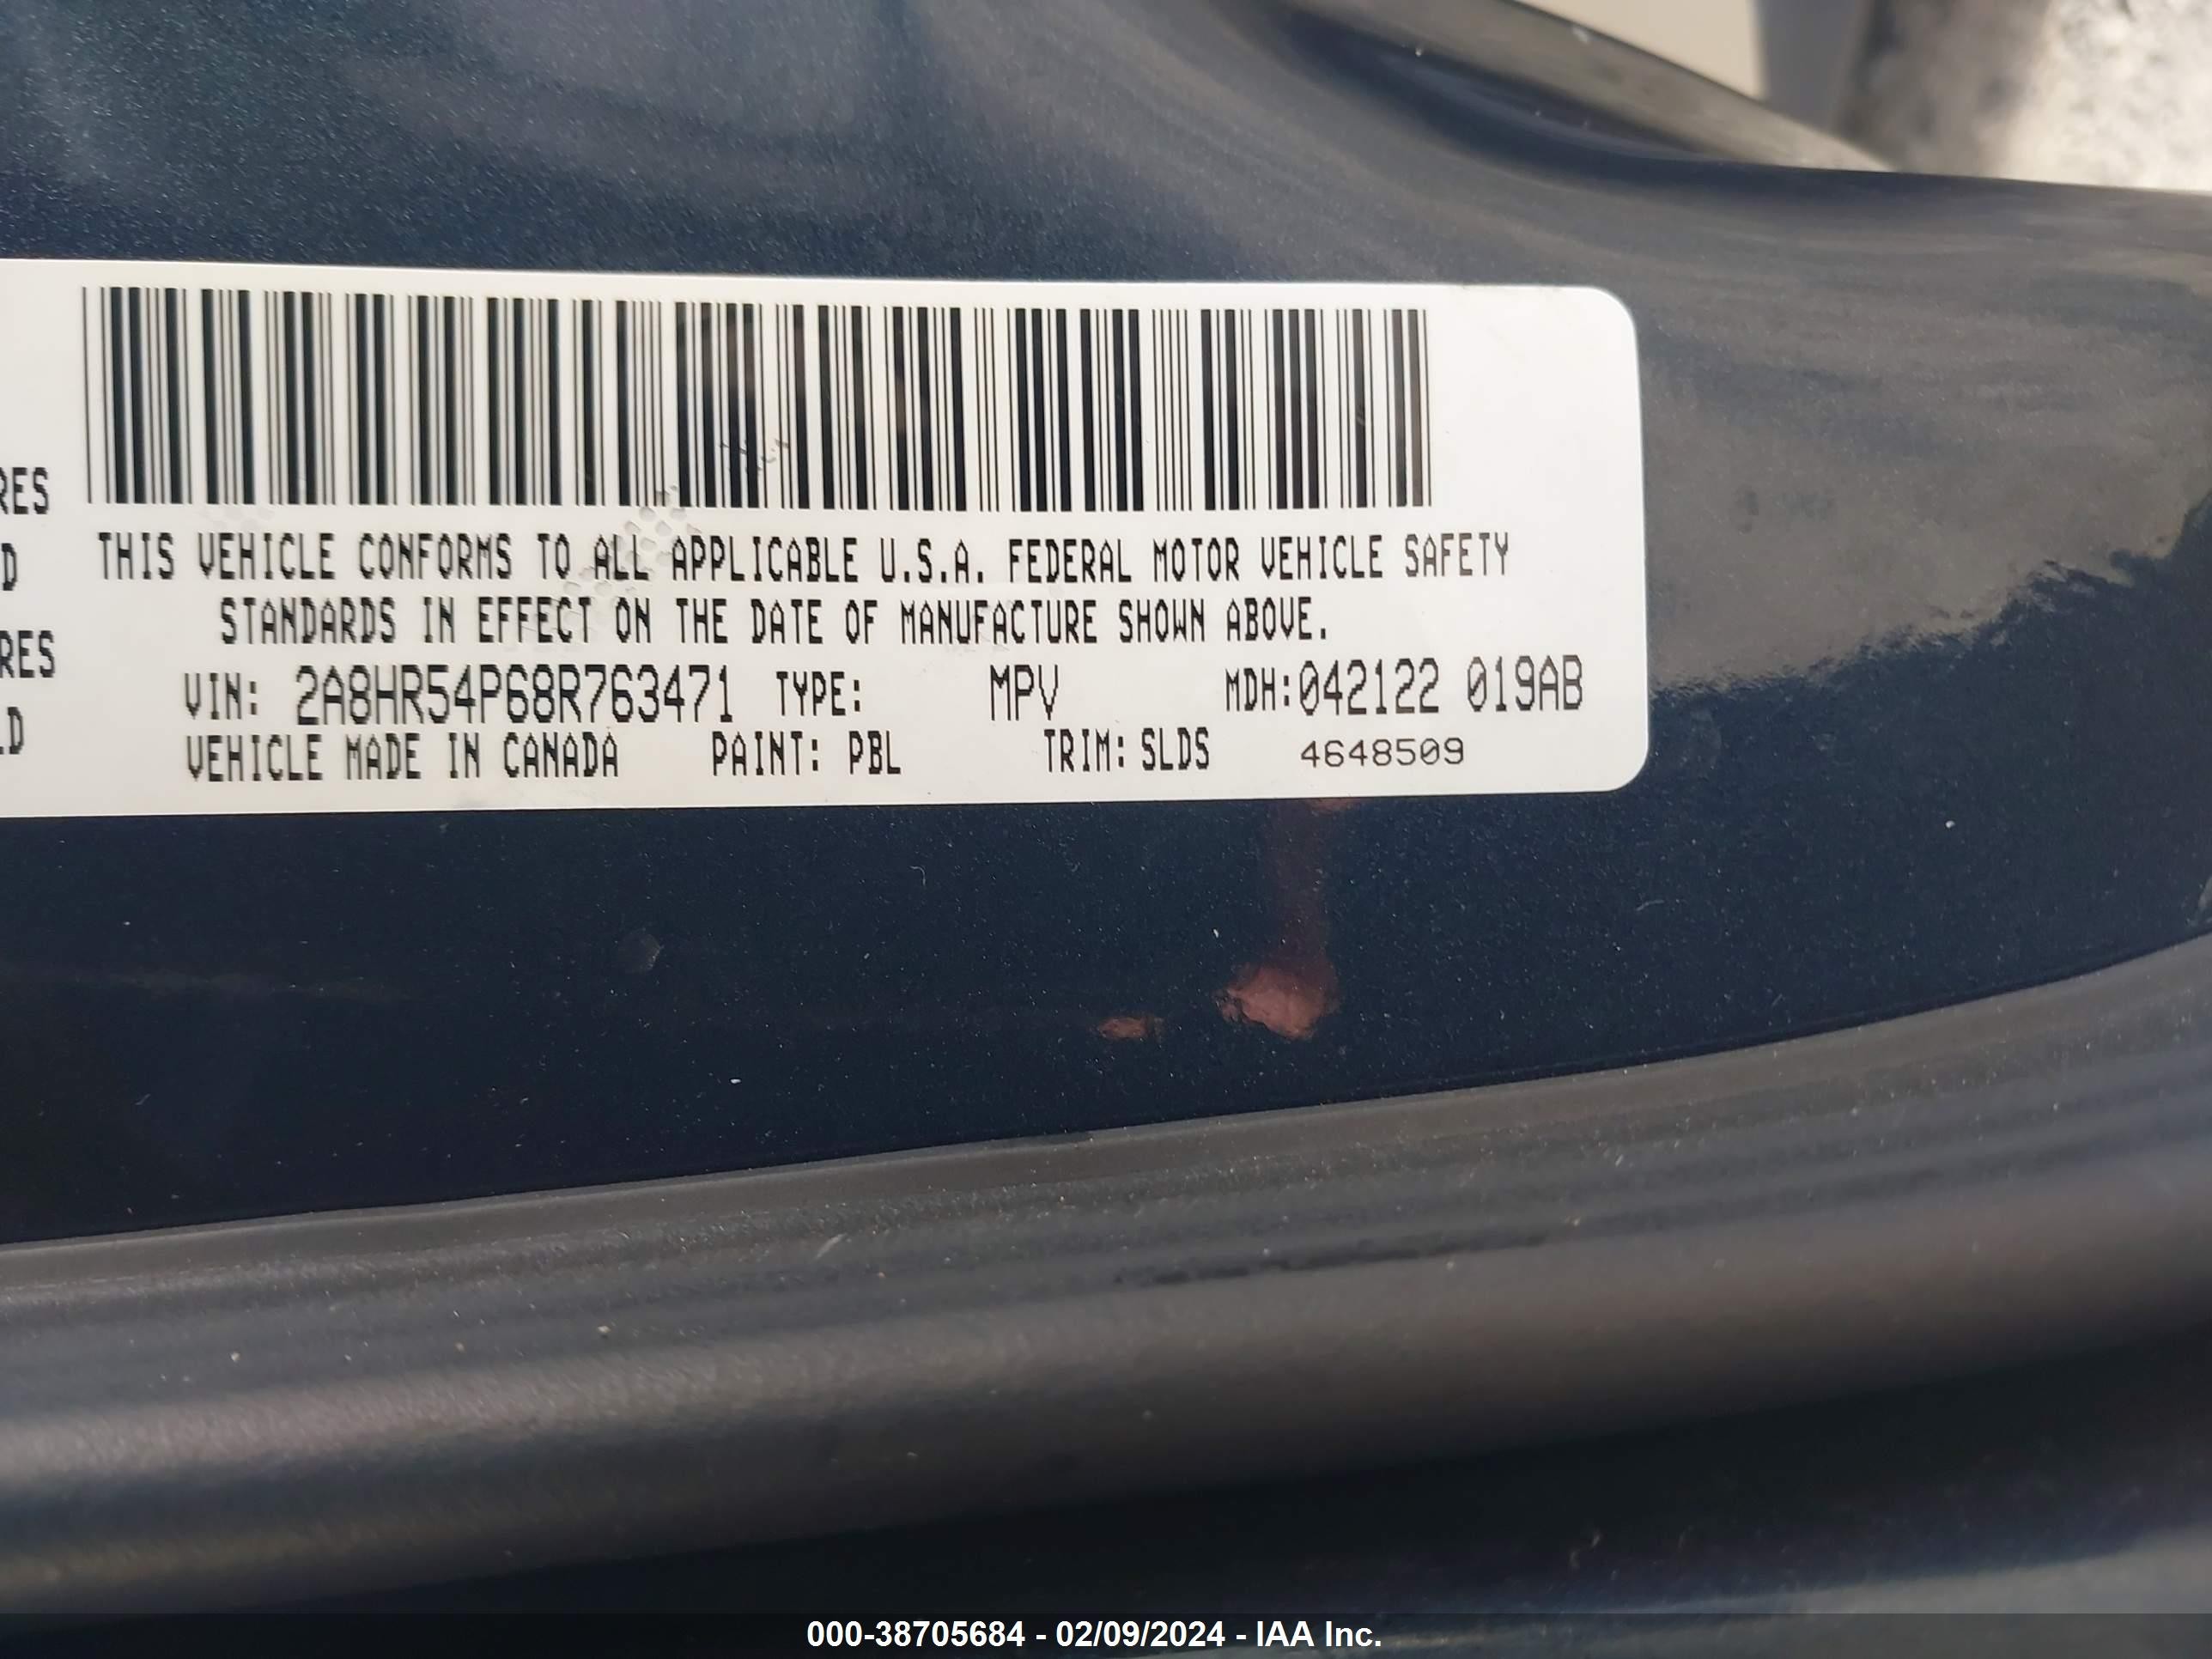 RES
D
RES
LD
THIS VEHICLE CONFORMS TO ALL APPLICABLE U.S.A. FEDERAL MOTOR VEHICLE SAFETY
STANDARDS IN EFFECT ON THE DATE OF MANUFACTURE SHOWN ABOVE.
VIN: 2A8HR54P68R763471 TYPE: MPV MDH:042122 019AB
VEHICLE MADE IN CANADA PAINT: PBL TRIM: SLDS 4648509
000-38705684 - 02/09/2024 - IAA Inc.